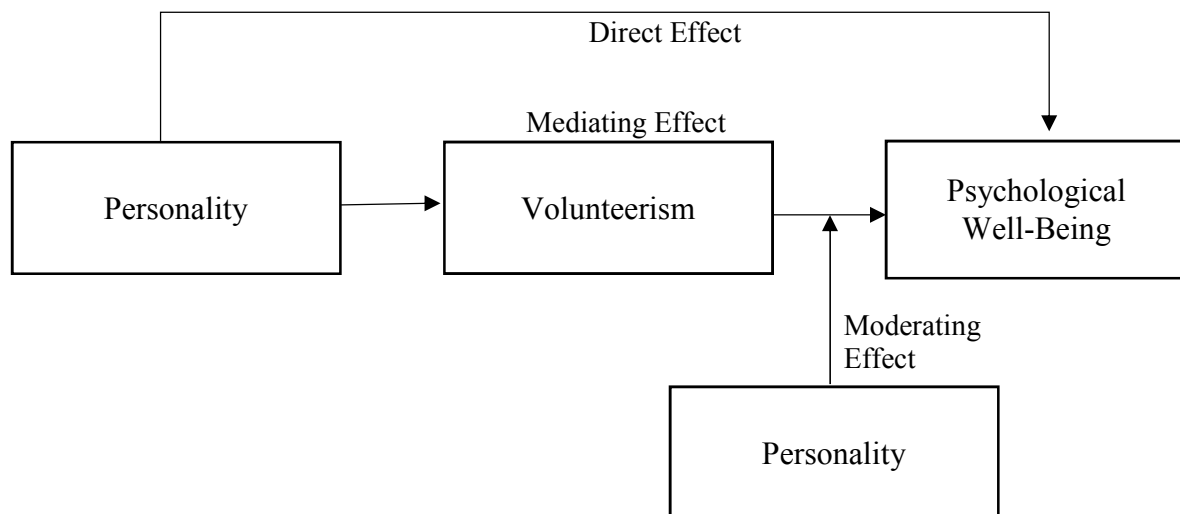 Direct Effect
Mediating Effect
Personality
Volunteerism
Psychological
Well-Being
Moderating
Effect
Personality